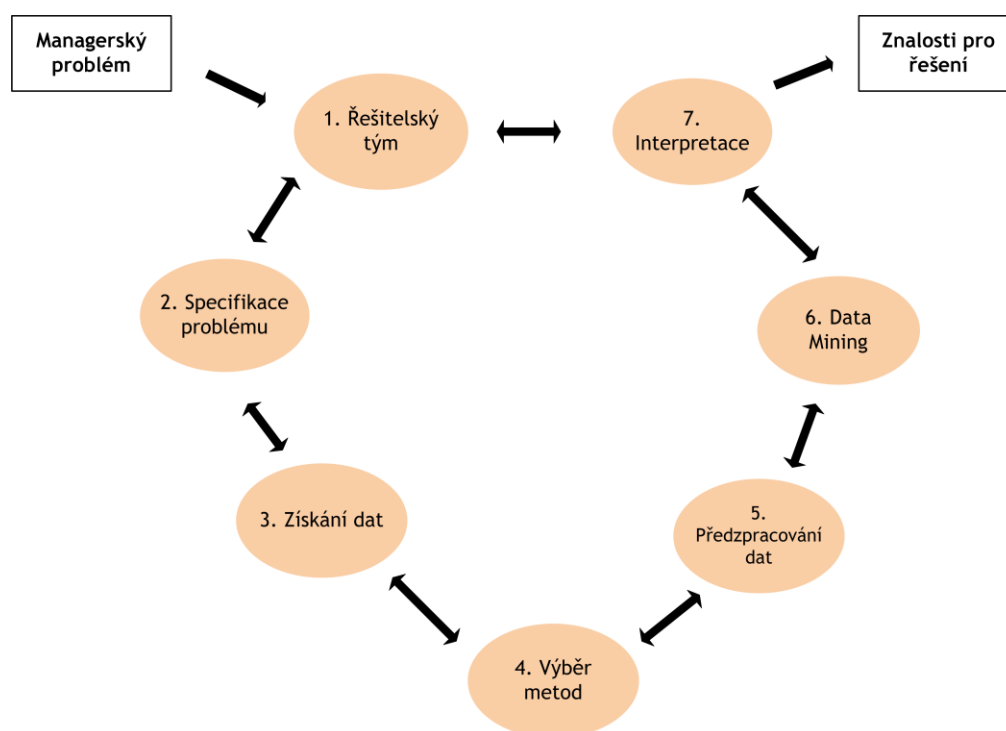 Managerský
problém
Znalosti pro
řešení
1. Řešitelský
tým
7.
Interpretace
2. Specifikace
problému
6. Data
Mining
3. Získání dat
5.
Předzpracování
dat
4. Výběr
metod